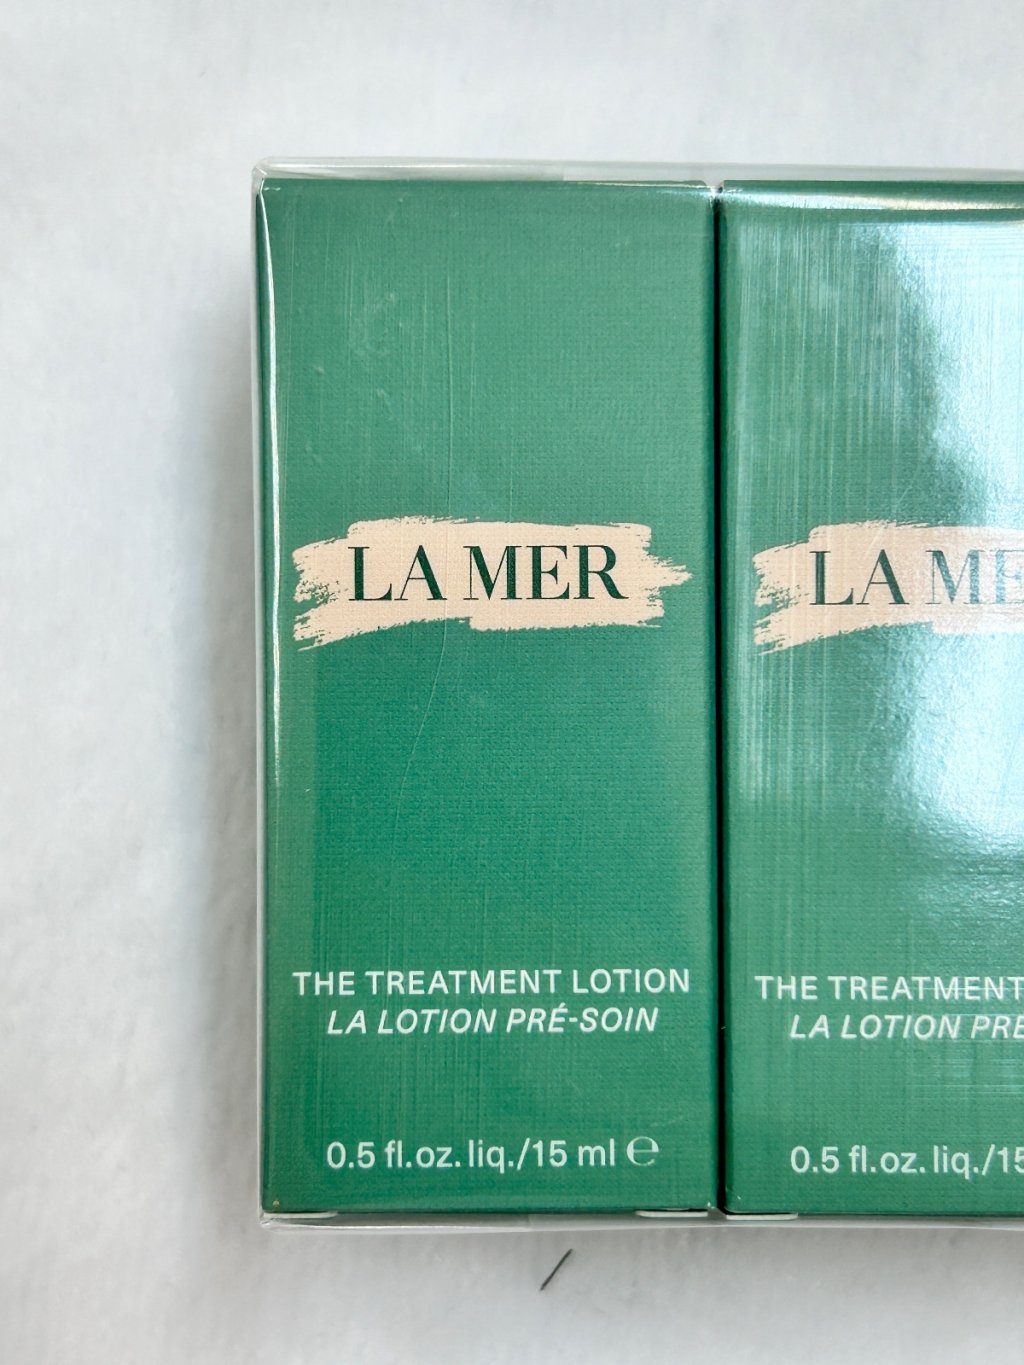 LA MER
THE TREATMENT LOTION
LA LOTION PRÉ-SOIN
0.5 fl.oz. liq./15 ml ℮
LA ME
THE TREATMENT
LA LOTION PRÉ
0.5 fl.oz. liq./15